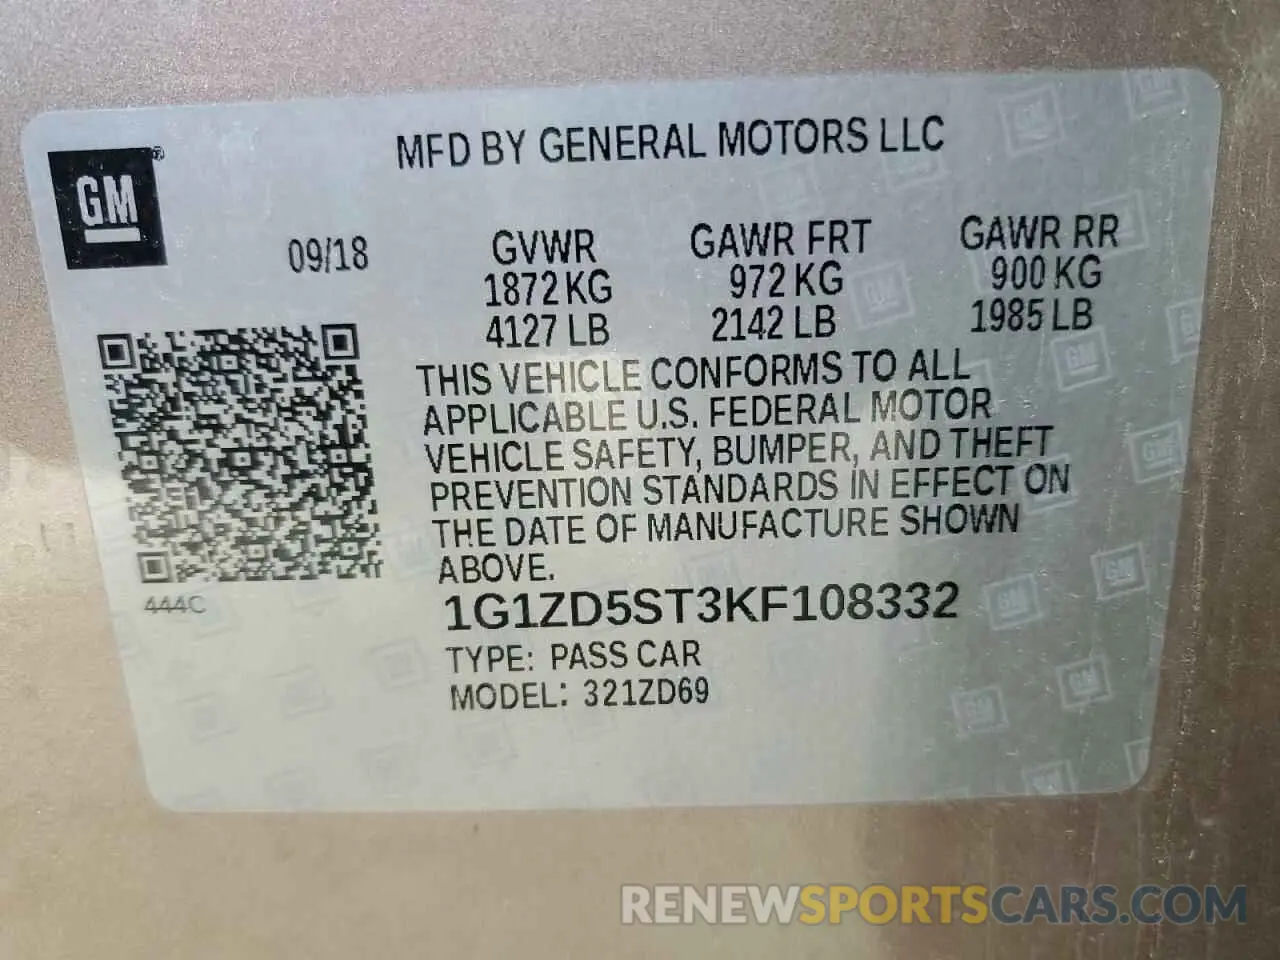 MFD BY GENERAL MOTORS LLC
GM®
09/18
GVWR GAWR FRT GAWR RR
1872 KG 972 KG 900 KG
4127 LB 2142 LB 1985 LB
THIS VEHICLE CONFORMS TO ALL
APPLICABLE U.S. FEDERAL MOTOR
VEHICLE SAFETY, BUMPER, AND THEFT
PREVENTION STANDARDS IN EFFECT ON
THE DATE OF MANUFACTURE SHOWN
ABOVE.
444C
1G1ZD5ST3KF108332
TYPE: PASS CAR
MODEL: 321ZD69
RENEWSPORTSCARS.COM